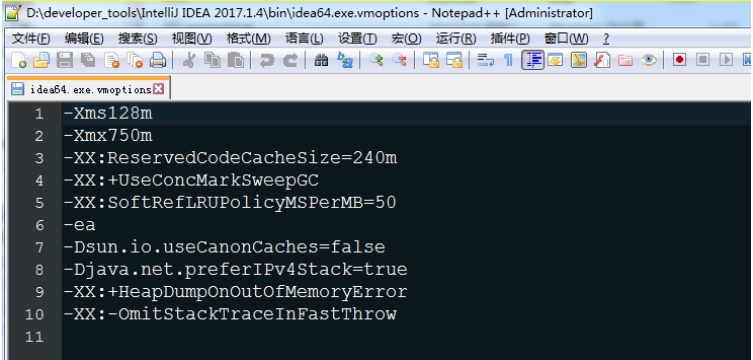 D:\developer_tools\IntelliJ IDEA 2017.1.4\bin\idea64.exe.vmoptions - Notepad++ [Administrator]
文件(F) 编辑(E) 搜索(S) 视图(V) 格式(M) 语言(L) 设置(T) 宏(O) 运行(R) 插件(P) 窗口(W) ?
idea64.exe.vmoptions
1 -Xms128m
2 -Xmx750m
3 -XX:ReservedCodeCacheSize=240m
4 -XX:+UseConcMarkSweepGC
5 -XX:SoftRefLRUPolicyMSPerMB=50
6 -ea
7 -Dsun.io.useCanonCaches=false
8 -Djava.net.preferIPv4Stack=true
9 -XX:+HeapDumpOnOutOfMemoryError
10 -XX:-OmitStackTraceInFastThrow
11